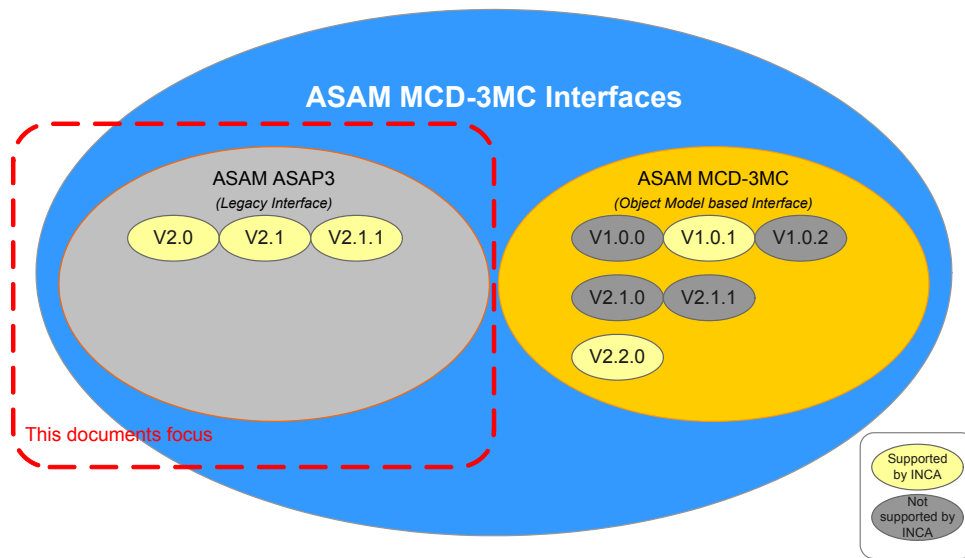 ASAM MCD-3MC Interfaces
ASAM ASAP3
(Legacy Interface)
V2.0 V2.1 V2.1.1
This documents focus
ASAM MCD-3MC
(Object Model based Interface)
V1.0.0 V1.0.1 V1.0.2
V2.1.0 V2.1.1
V2.2.0
Supported
by INCA
Not
supported by
INCA